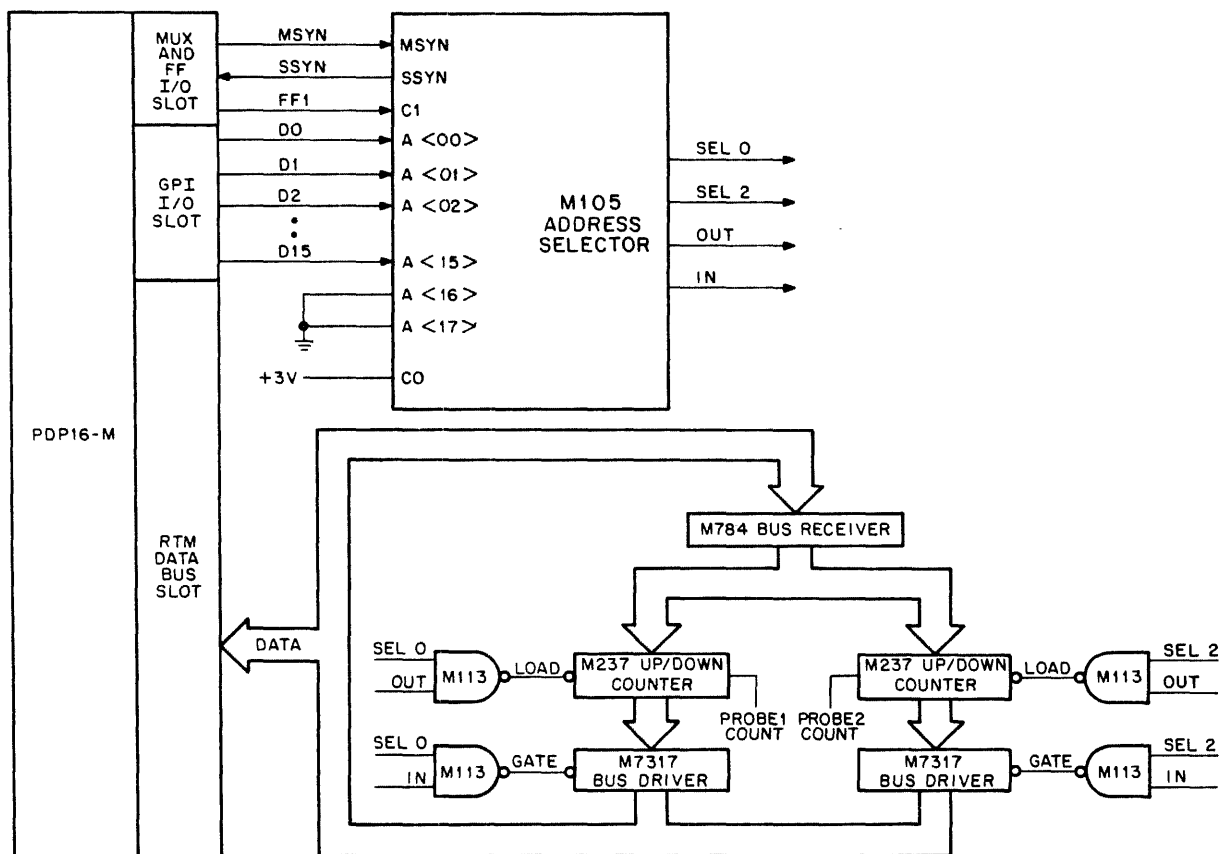 PDP16-M
MUX
AND
FF
I/O
SLOT
GPI
I/O
SLOT
RTM
DATA
BUS
SLOT
MSYN
SSYN
FF1
D0
D1
D2
D15
+3V
MSYN
SSYN
C1
A <00>
A <01>
A <02>
A <15>
A <16>
A <17>
CO
M105
ADDRESS
SELECTOR
SEL 0
SEL 2
OUT
IN
M784 BUS RECEIVER
DATA
SEL 0
OUT
M113
LOAD
M237 UP/DOWN
COUNTER
PROBE1
COUNT
PROBE2
COUNT
M237 UP/DOWN
COUNTER
LOAD
M113
SEL 2
OUT
SEL 0
IN
M113
GATE
M7317
BUS DRIVER
M7317
BUS DRIVER
GATE
M113
SEL 2
IN